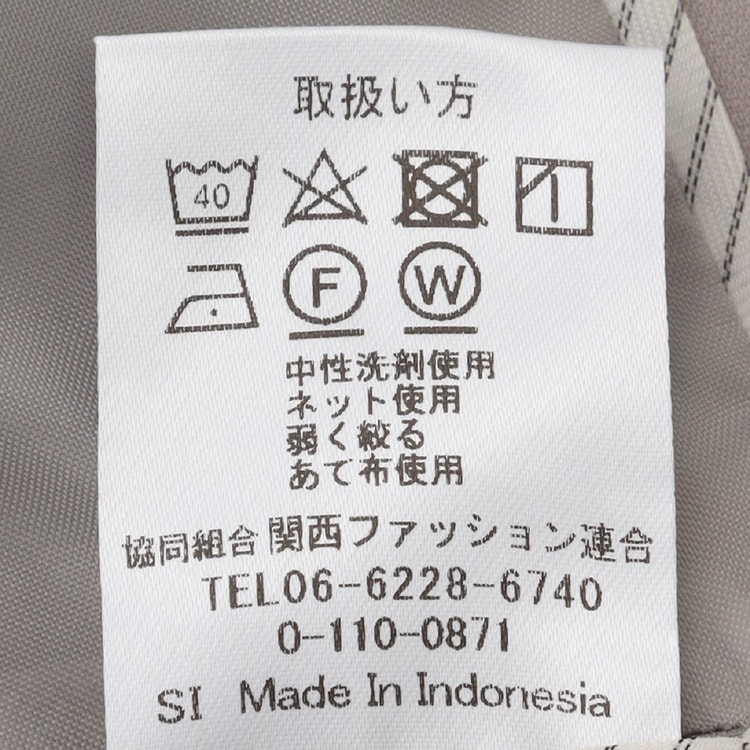 取扱い方
40
F W
中性洗剤使用
ネット使用
弱く絞る
あて布使用
協同組合関西ファッション連合
TEL06-6228-6740
0-110-0871
SI Made In Indonesia